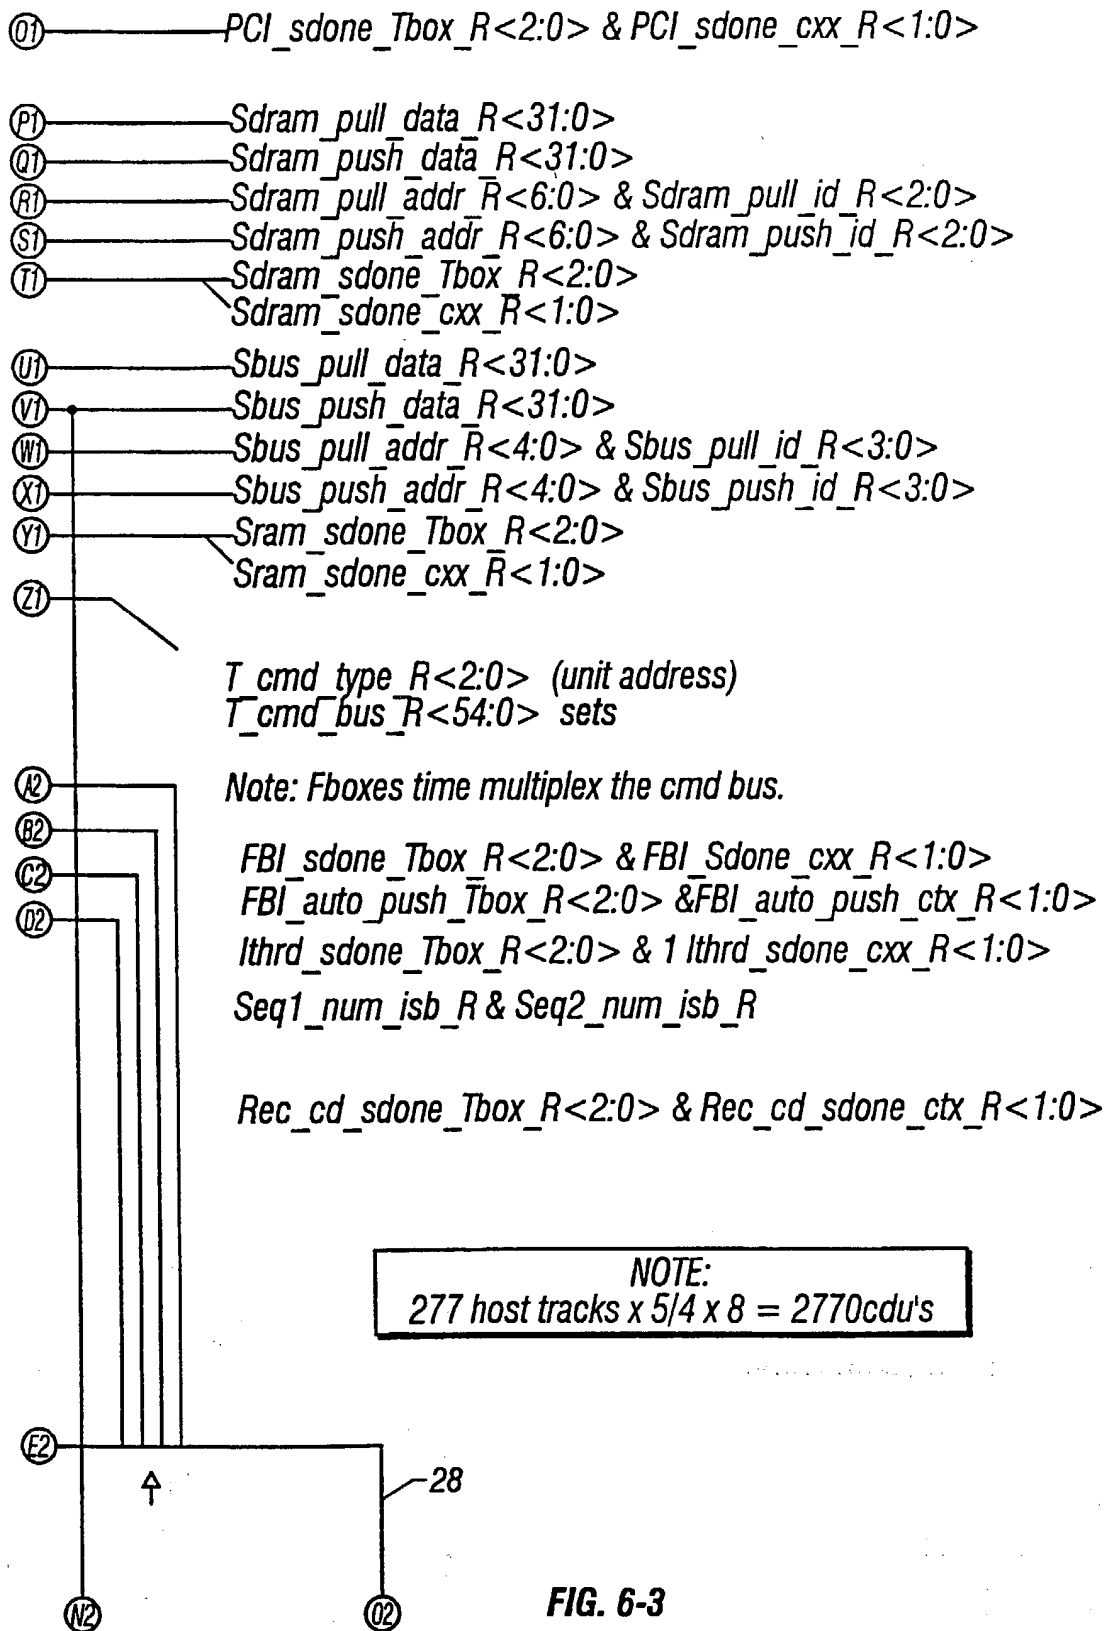 O1 PCI_sdone_Tbox_R<2:0> & PCI_sdone_cxx_R<1:0>
P1 Sdram_pull_data_R<31:0>
Q1 Sdram_push_data_R<31:0>
R1 Sdram_pull_addr_R<6:0> & Sdram_pull_id_R<2:0>
S1 Sdram_push_addr_R<6:0> & Sdram_push_id_R<2:0>
T1 Sdram_sdone_Tbox_R<2:0>
Sdram_sdone_cxx_R<1:0>
U1 Sbus_pull_data_R<31:0>
V1 Sbus_push_data_R<31:0>
W1 Sbus_pull_addr_R<4:0> & Sbus_pull_id_R<3:0>
X1 Sbus_push_addr_R<4:0> & Sbus_push_id_R<3:0>
Y1 Sram_sdone_Tbox_R<2:0>
Sram_sdone_cxx_R<1:0>
Z1
T_cmd_type_R<2:0> (unit address)
T_cmd_bus_R<54:0> sets
A2 Note: Fboxes time multiplex the cmd bus.
B2
FBI_sdone_Tbox_R<2:0> & FBI_Sdone_cxx_R<1:0>
C2
FBI_auto_push_Tbox_R<2:0> &FBI_auto_push_ctx_R<1:0>
D2
Ithrd_sdone_Tbox_R<2:0> & 1 Ithrd_sdone_cxx_R<1:0>
Seq1_num_isb_R & Seq2_num_isb_R
Rec_cd_sdone_Tbox_R<2:0> & Rec_cd_sdone_ctx_R<1:0>
NOTE:
277 host tracks x 5/4 x 8 = 2770cdu's
E2
28
N2
O2
FIG. 6-3